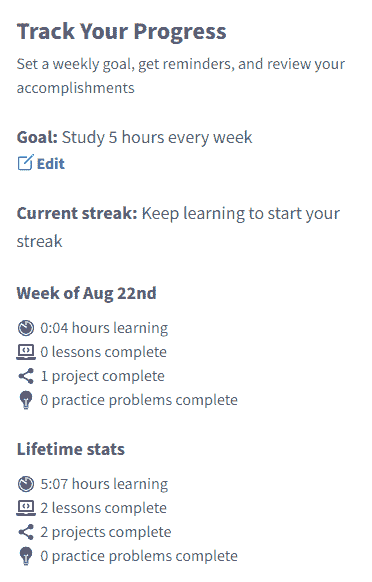 Track Your Progress
Set a weekly goal, get reminders, and review your
accomplishments
Goal: Study 5 hours every week
Edit
Current streak: Keep learning to start your
streak
Week of Aug 22nd
0:04 hours learning
0 lessons complete
1 project complete
0 practice problems complete
Lifetime stats
5:07 hours learning
2 lessons complete
2 projects complete
0 practice problems complete